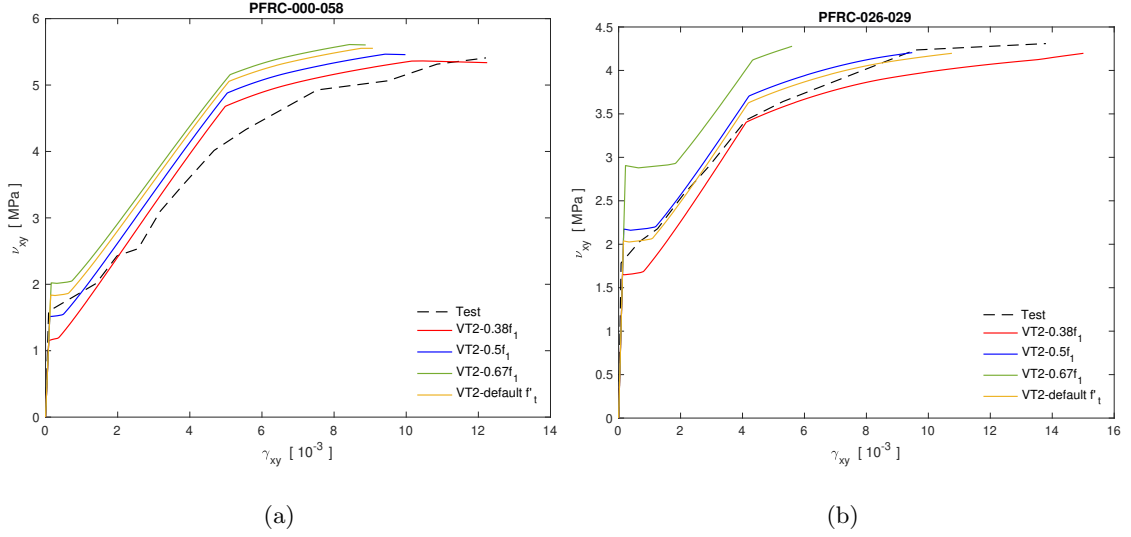 PFRC-000-058
6
5
4
3
2
1
0
ν_xy [ MPa]
Test
VT2-0.38f_1
VT2-0.5f_1
VT2-0.67f_1
VT2-default f'_t
0 2 4 6 8 10 12 14
γ_xy [ 10^-3]
(a)
PFRC-026-029
4.5
4
3.5
3
2.5
2
1.5
1
0.5
0
ν_xy [ MPa]
Test
VT2-0.38f_1
VT2-0.5f_1
VT2-0.67f_1
VT2-default f'_t
0 2 4 6 8 10 12 14 16
γ_xy [ 10^-3]
(b)